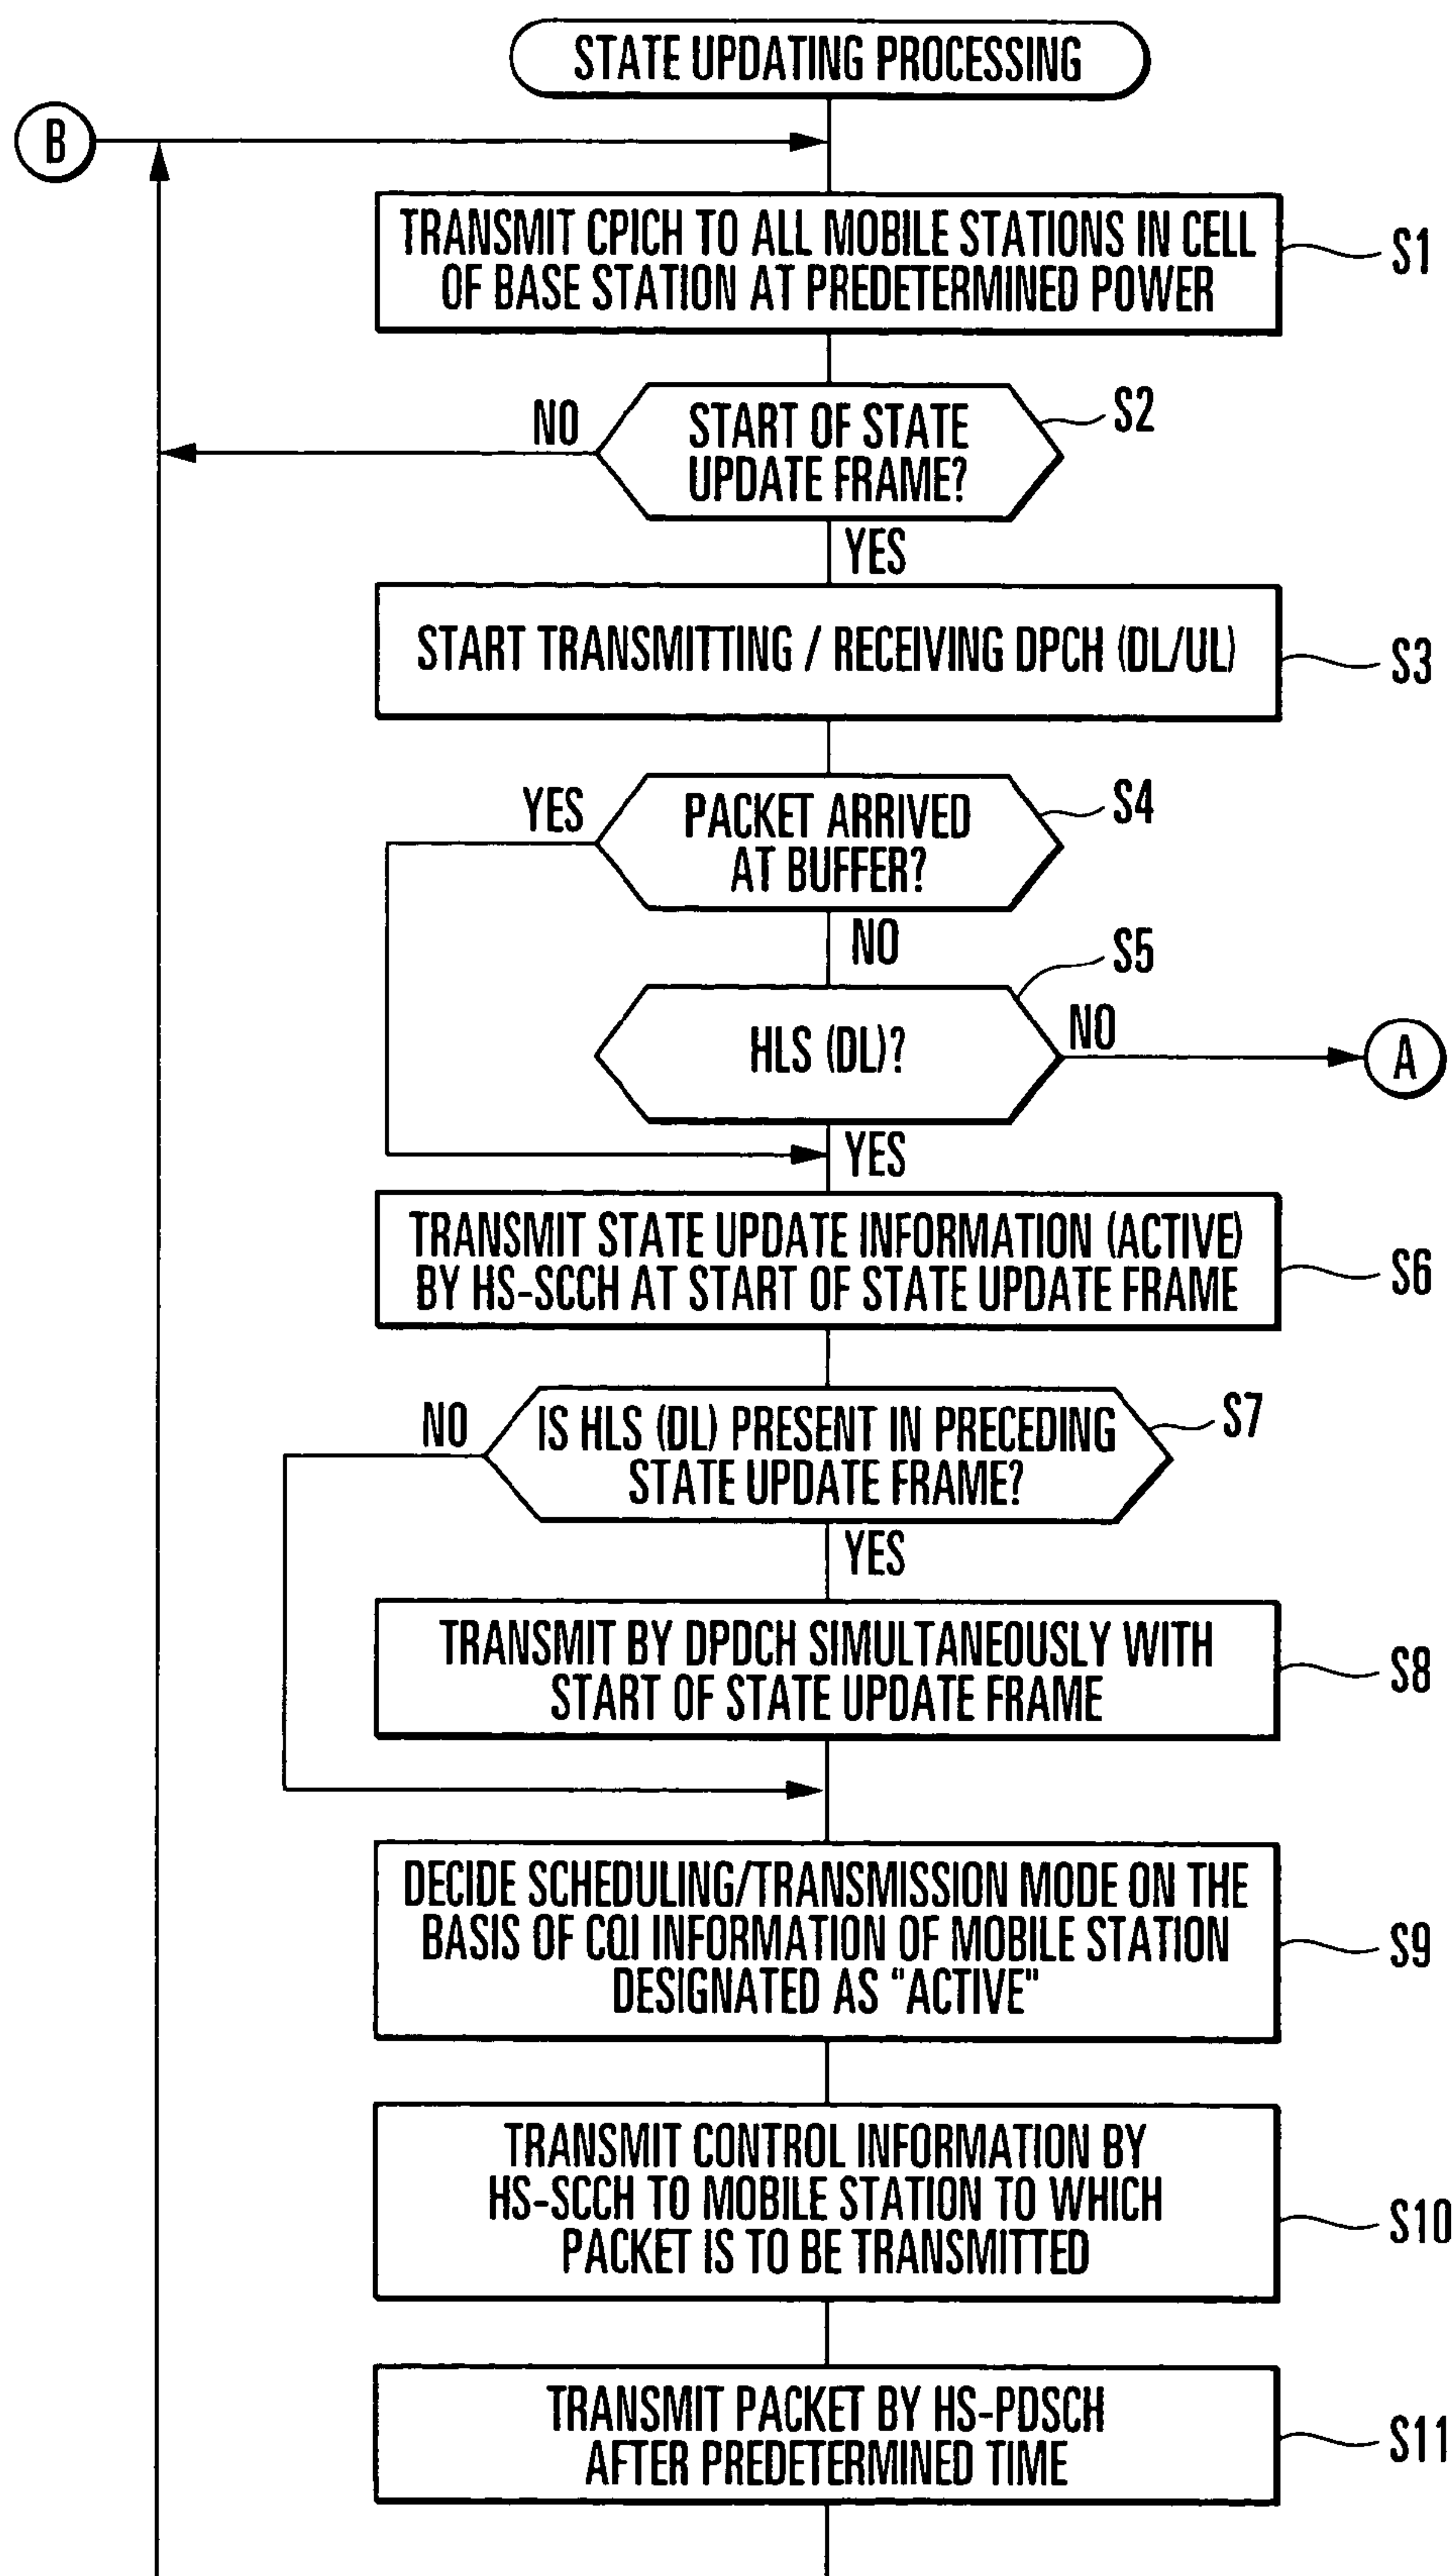 STATE UPDATING PROCESSING
B
TRANSMIT CPICH TO ALL MOBILE STATIONS IN CELL
OF BASE STATION AT PREDETERMINED POWER
S1
NO
START OF STATE
UPDATE FRAME?
S2
YES
START TRANSMITTING / RECEIVING DPCH (DL/UL)
S3
YES
PACKET ARRIVED
AT BUFFER?
S4
NO
S5
HLS (DL)?
NO
A
YES
TRANSMIT STATE UPDATE INFORMATION (ACTIVE)
BY HS-SCCH AT START OF STATE UPDATE FRAME
S6
NO
IS HLS (DL) PRESENT IN PRECEDING
STATE UPDATE FRAME?
S7
YES
TRANSMIT BY DPDCH SIMULTANEOUSLY WITH
START OF STATE UPDATE FRAME
S8
DECIDE SCHEDULING/TRANSMISSION MODE ON THE
BASIS OF CQI INFORMATION OF MOBILE STATION
DESIGNATED AS "ACTIVE"
S9
TRANSMIT CONTROL INFORMATION BY
HS-SCCH TO MOBILE STATION TO WHICH
PACKET IS TO BE TRANSMITTED
S10
TRANSMIT PACKET BY HS-PDSCH
AFTER PREDETERMINED TIME
S11